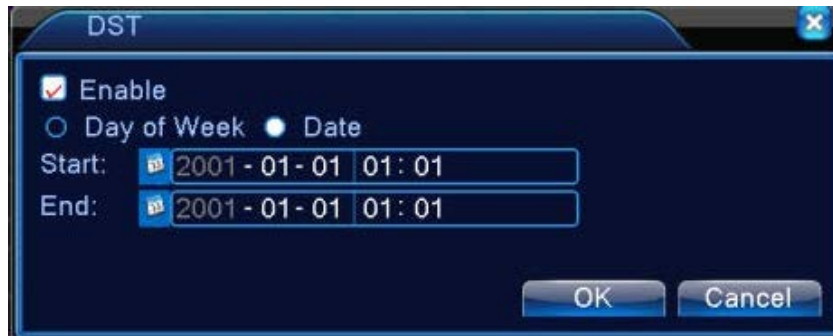 DST
Enable
Day of Week Date
Start: 2001 - 01 - 01 01 : 01
End: 2001 - 01 - 01 01 : 01
OK Cancel